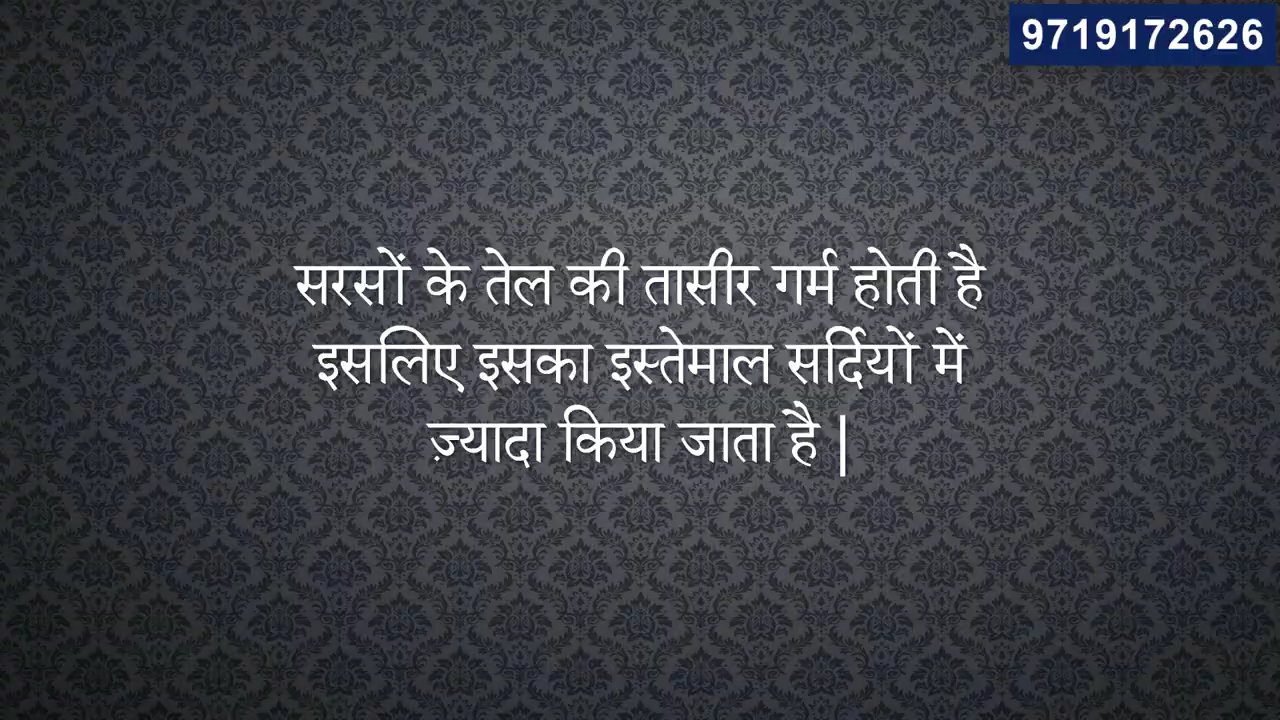 9719172626
सरसों के तेल की तासीर गर्म होती है
इसलिए इसका इस्तेमाल सर्दियों में
ज़्यादा किया जाता है |